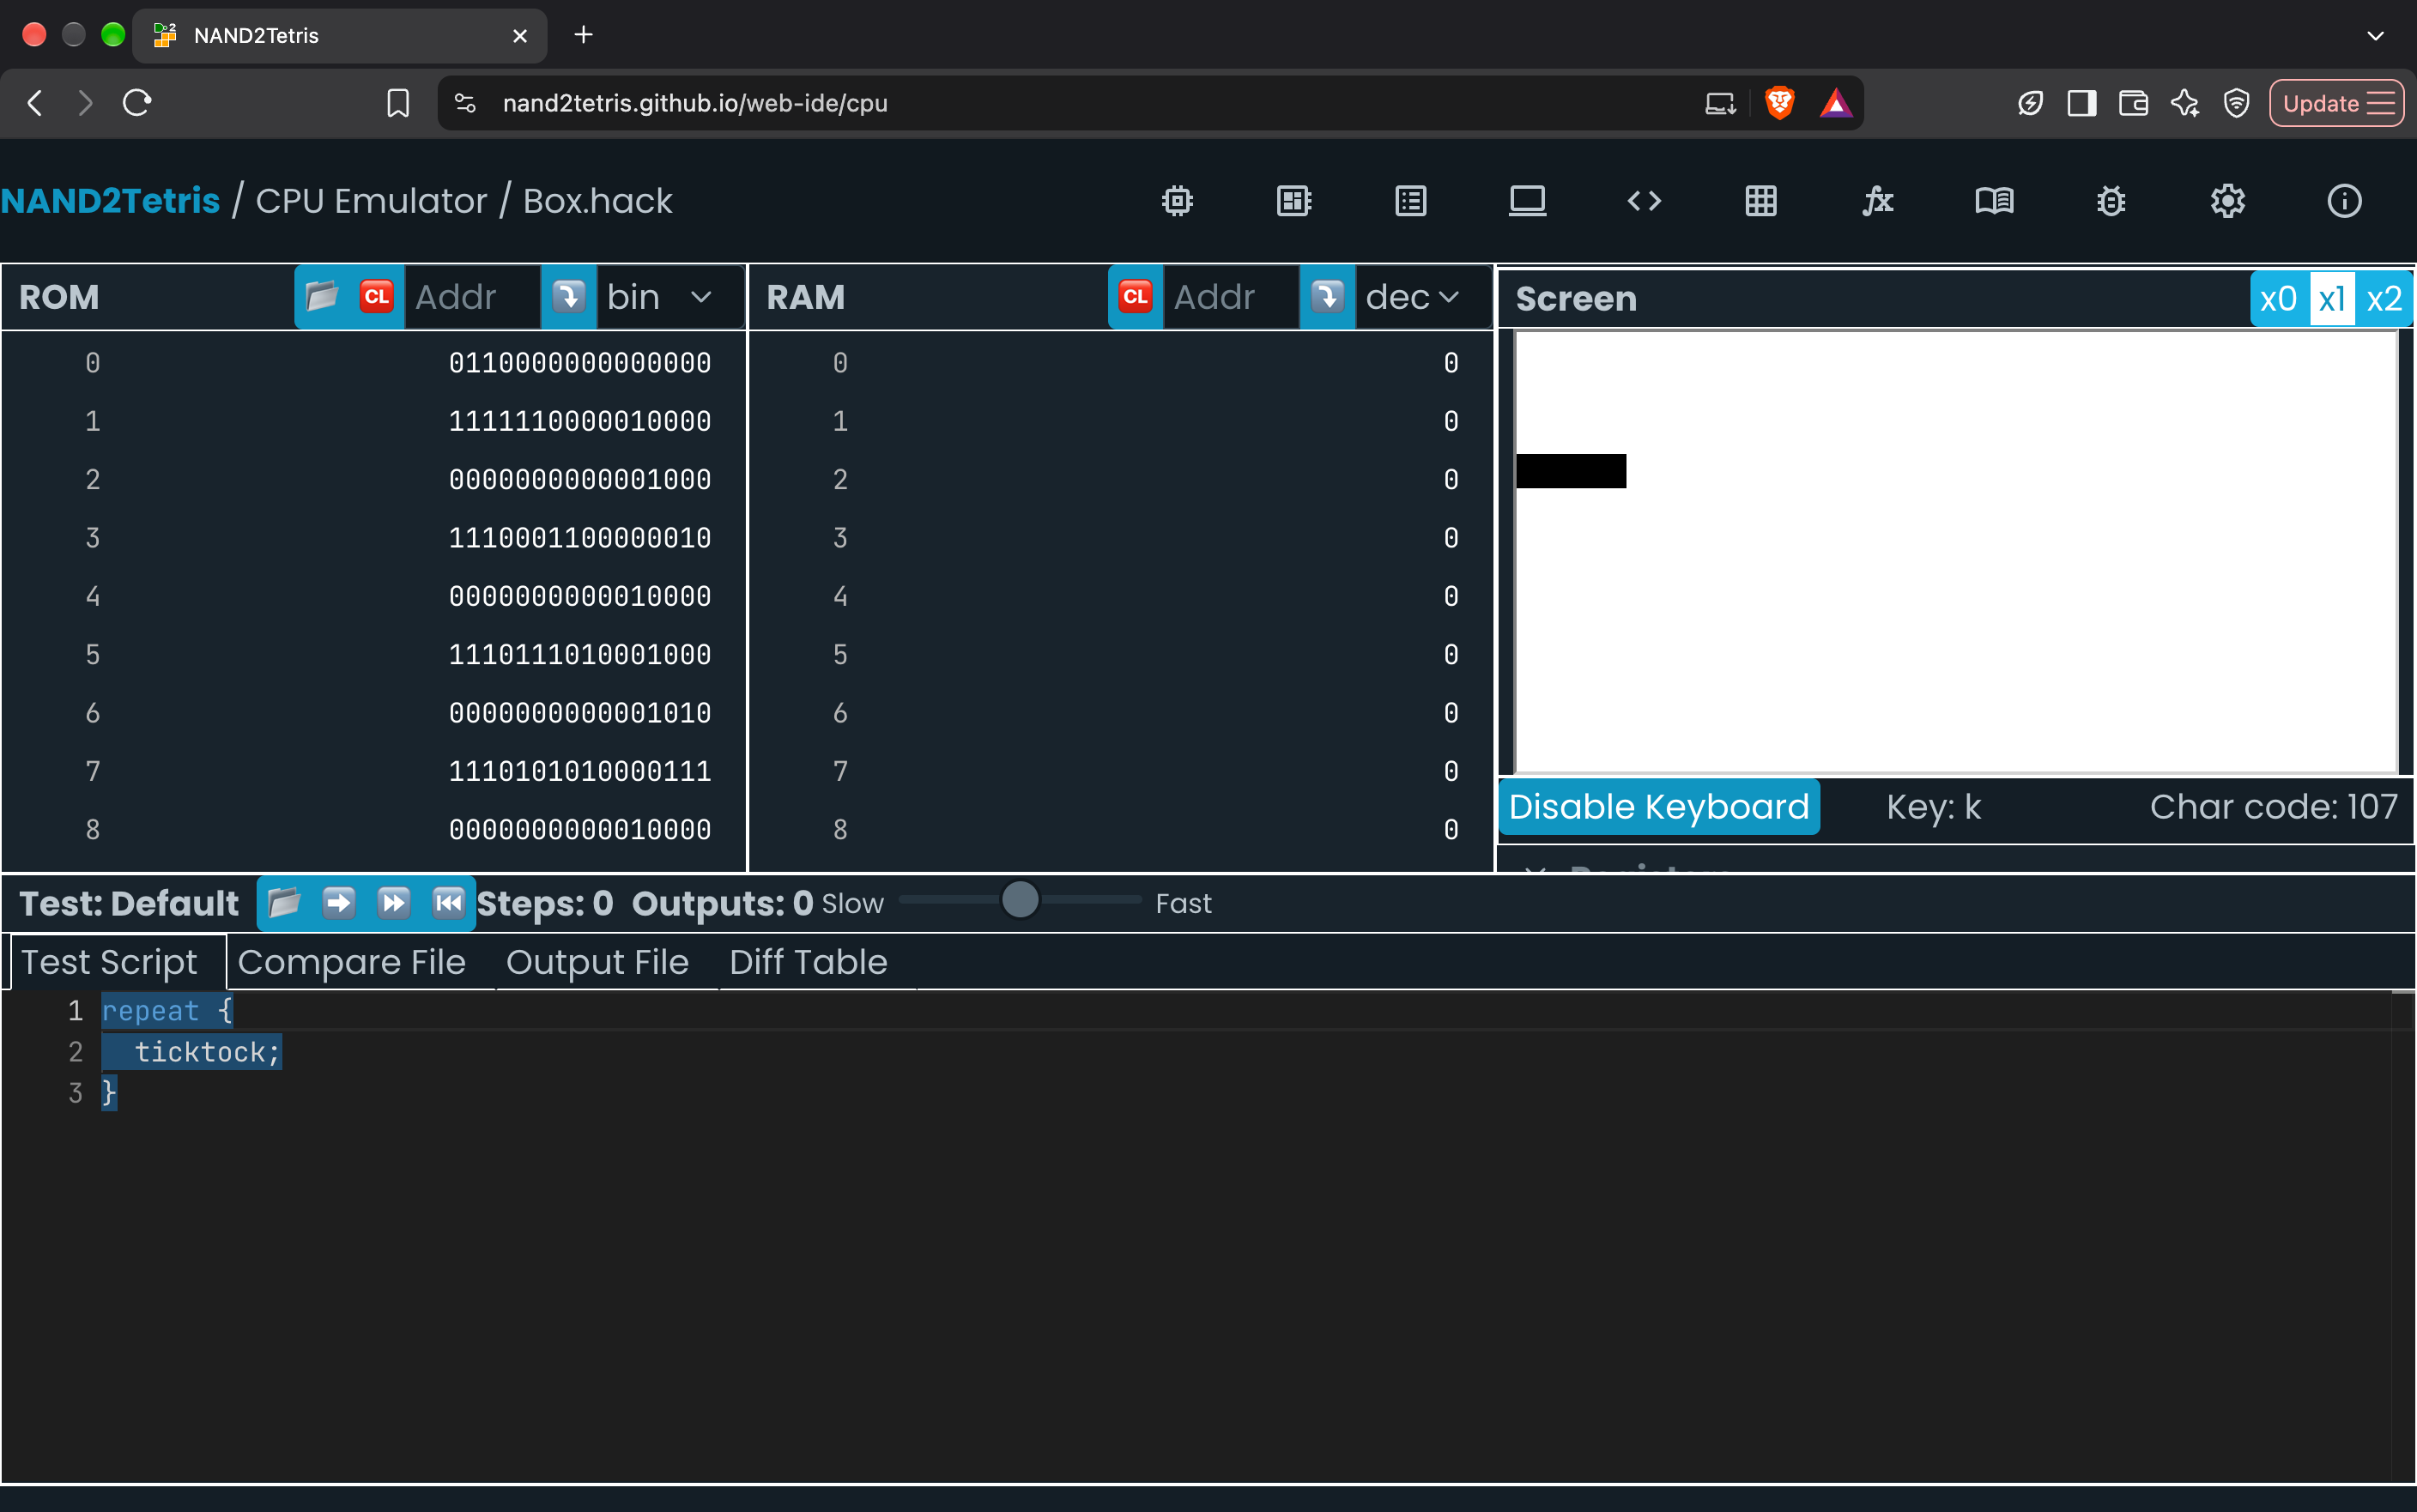 NAND2Tetris
nand2tetris.github.io/web-ide/cpu
Update
NAND2Tetris / CPU Emulator / Box.hack
ROM CL Addr bin
RAM CL Addr dec
Screen x0 x1 x2
0 0110000000000000 0 0
1 1111110000010000 1 0
2 0000000000001000 2 0
3 1110001100000010 3 0
4 0000000000010000 4 0
5 1110111010001000 5 0
6 0000000000001010 6 0
7 1110101010000111 7 0
8 0000000000010000 8 0
Disable Keyboard Key: k Char code: 107
Registers
Test: Default Steps: 0 Outputs: 0 Slow Fast
Test Script Compare File Output File Diff Table
1 repeat {
2 ticktock;
3 }